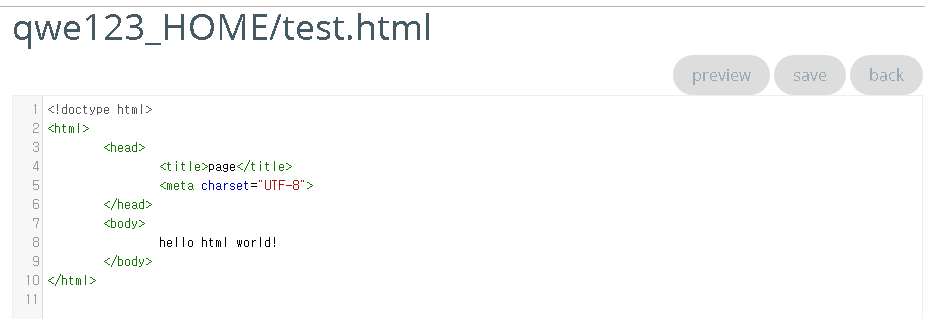 qwe123_HOME/test.html
preview save back
1 <!doctype html>
2 <html>
3 <head>
4 <title>page</title>
5 <meta charset="UTF-8">
6 </head>
7 <body>
8 hello html world!
9 </body>
10 </html>
11